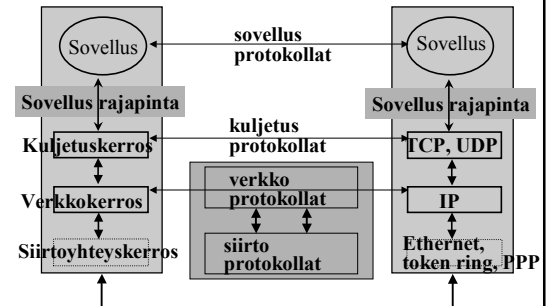 Sovellus
sovellus
protokollat
Sovellus
Sovellus rajapinta
Sovellus rajapinta
Kuljetuskerros
kuljetus
protokollat
TCP, UDP
Verkkokerros
verkko
protokollat
IP
Siirtoyhteyskerros
siirto
protokollat
Ethernet,
token ring, PPP